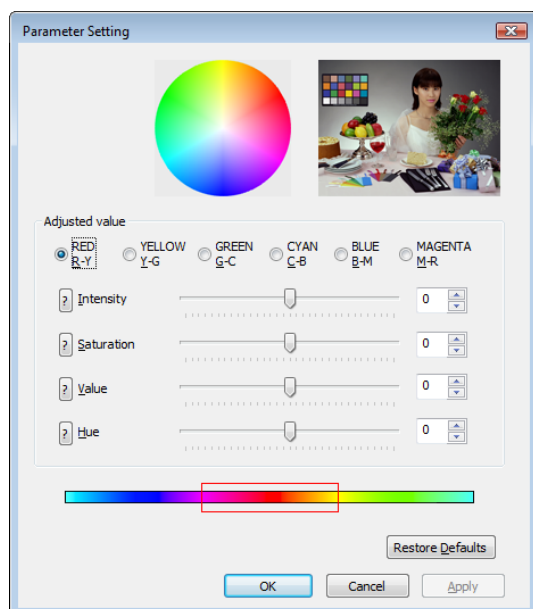 Parameter Setting
Adjusted value
RED YELLOW GREEN CYAN BLUE MAGENTA
R-Y Y-G G-C C-B B-M M-R
? Intensity 0
? Saturation 0
? Value 0
? Hue 0
Restore Defaults
OK Cancel Apply